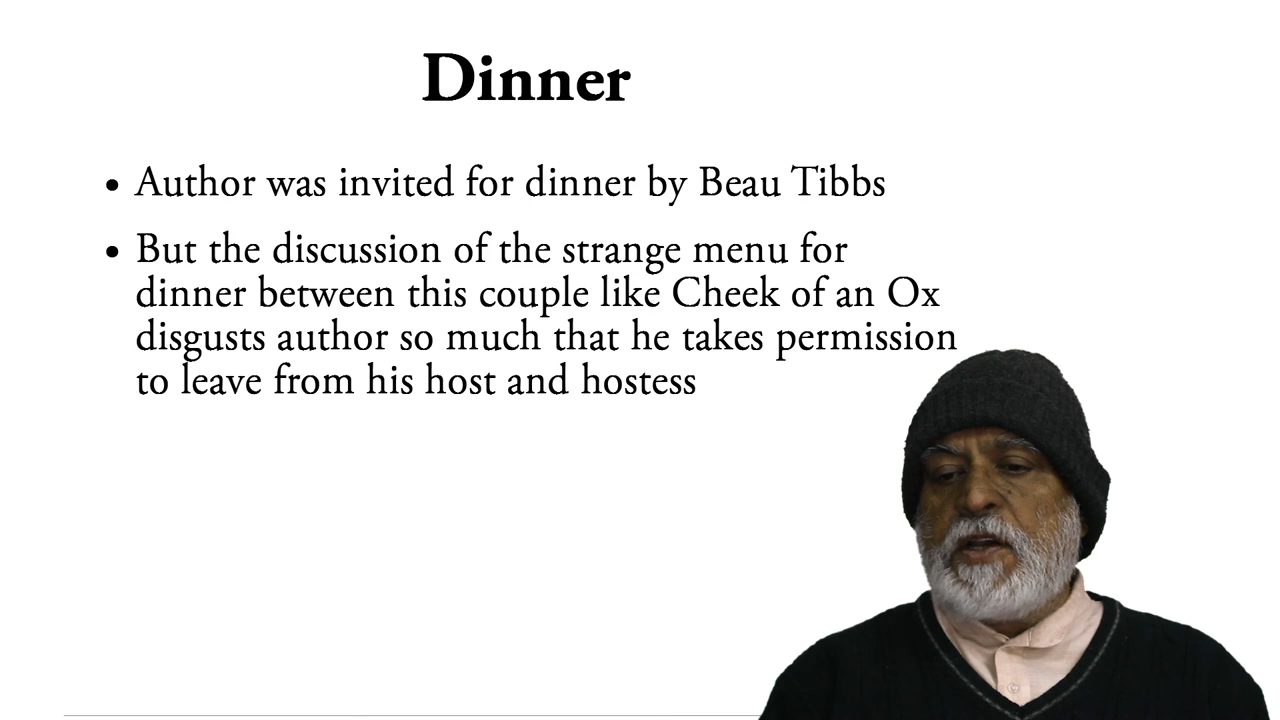 Dinner
• Author was invited for dinner by Beau Tibbs
• But the discussion of the strange menu for
dinner between this couple like Cheek of an Ox
disgusts author so much that he takes permission
to leave from his host and hostess